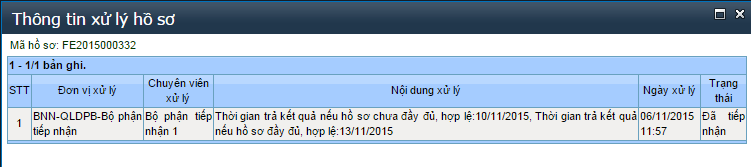 Thông tin xử lý hồ sơ
Mã hồ sơ: FE2015000332
1 - 1/1 bản ghi.
STT Đơn vị xử lý Chuyên viên xử lý Nội dung xử lý Ngày xử lý Trạng thái
1 BNN-QLDPB-Bộ phận tiếp nhận Bộ phận tiếp nhận 1 Thời gian trả kết quả nếu hồ sơ chưa đầy đủ, hợp lệ:10/11/2015, Thời gian trả kết quả nếu hồ sơ đầy đủ, hợp lệ:13/11/2015 06/11/2015 11:57 Đã tiếp nhận